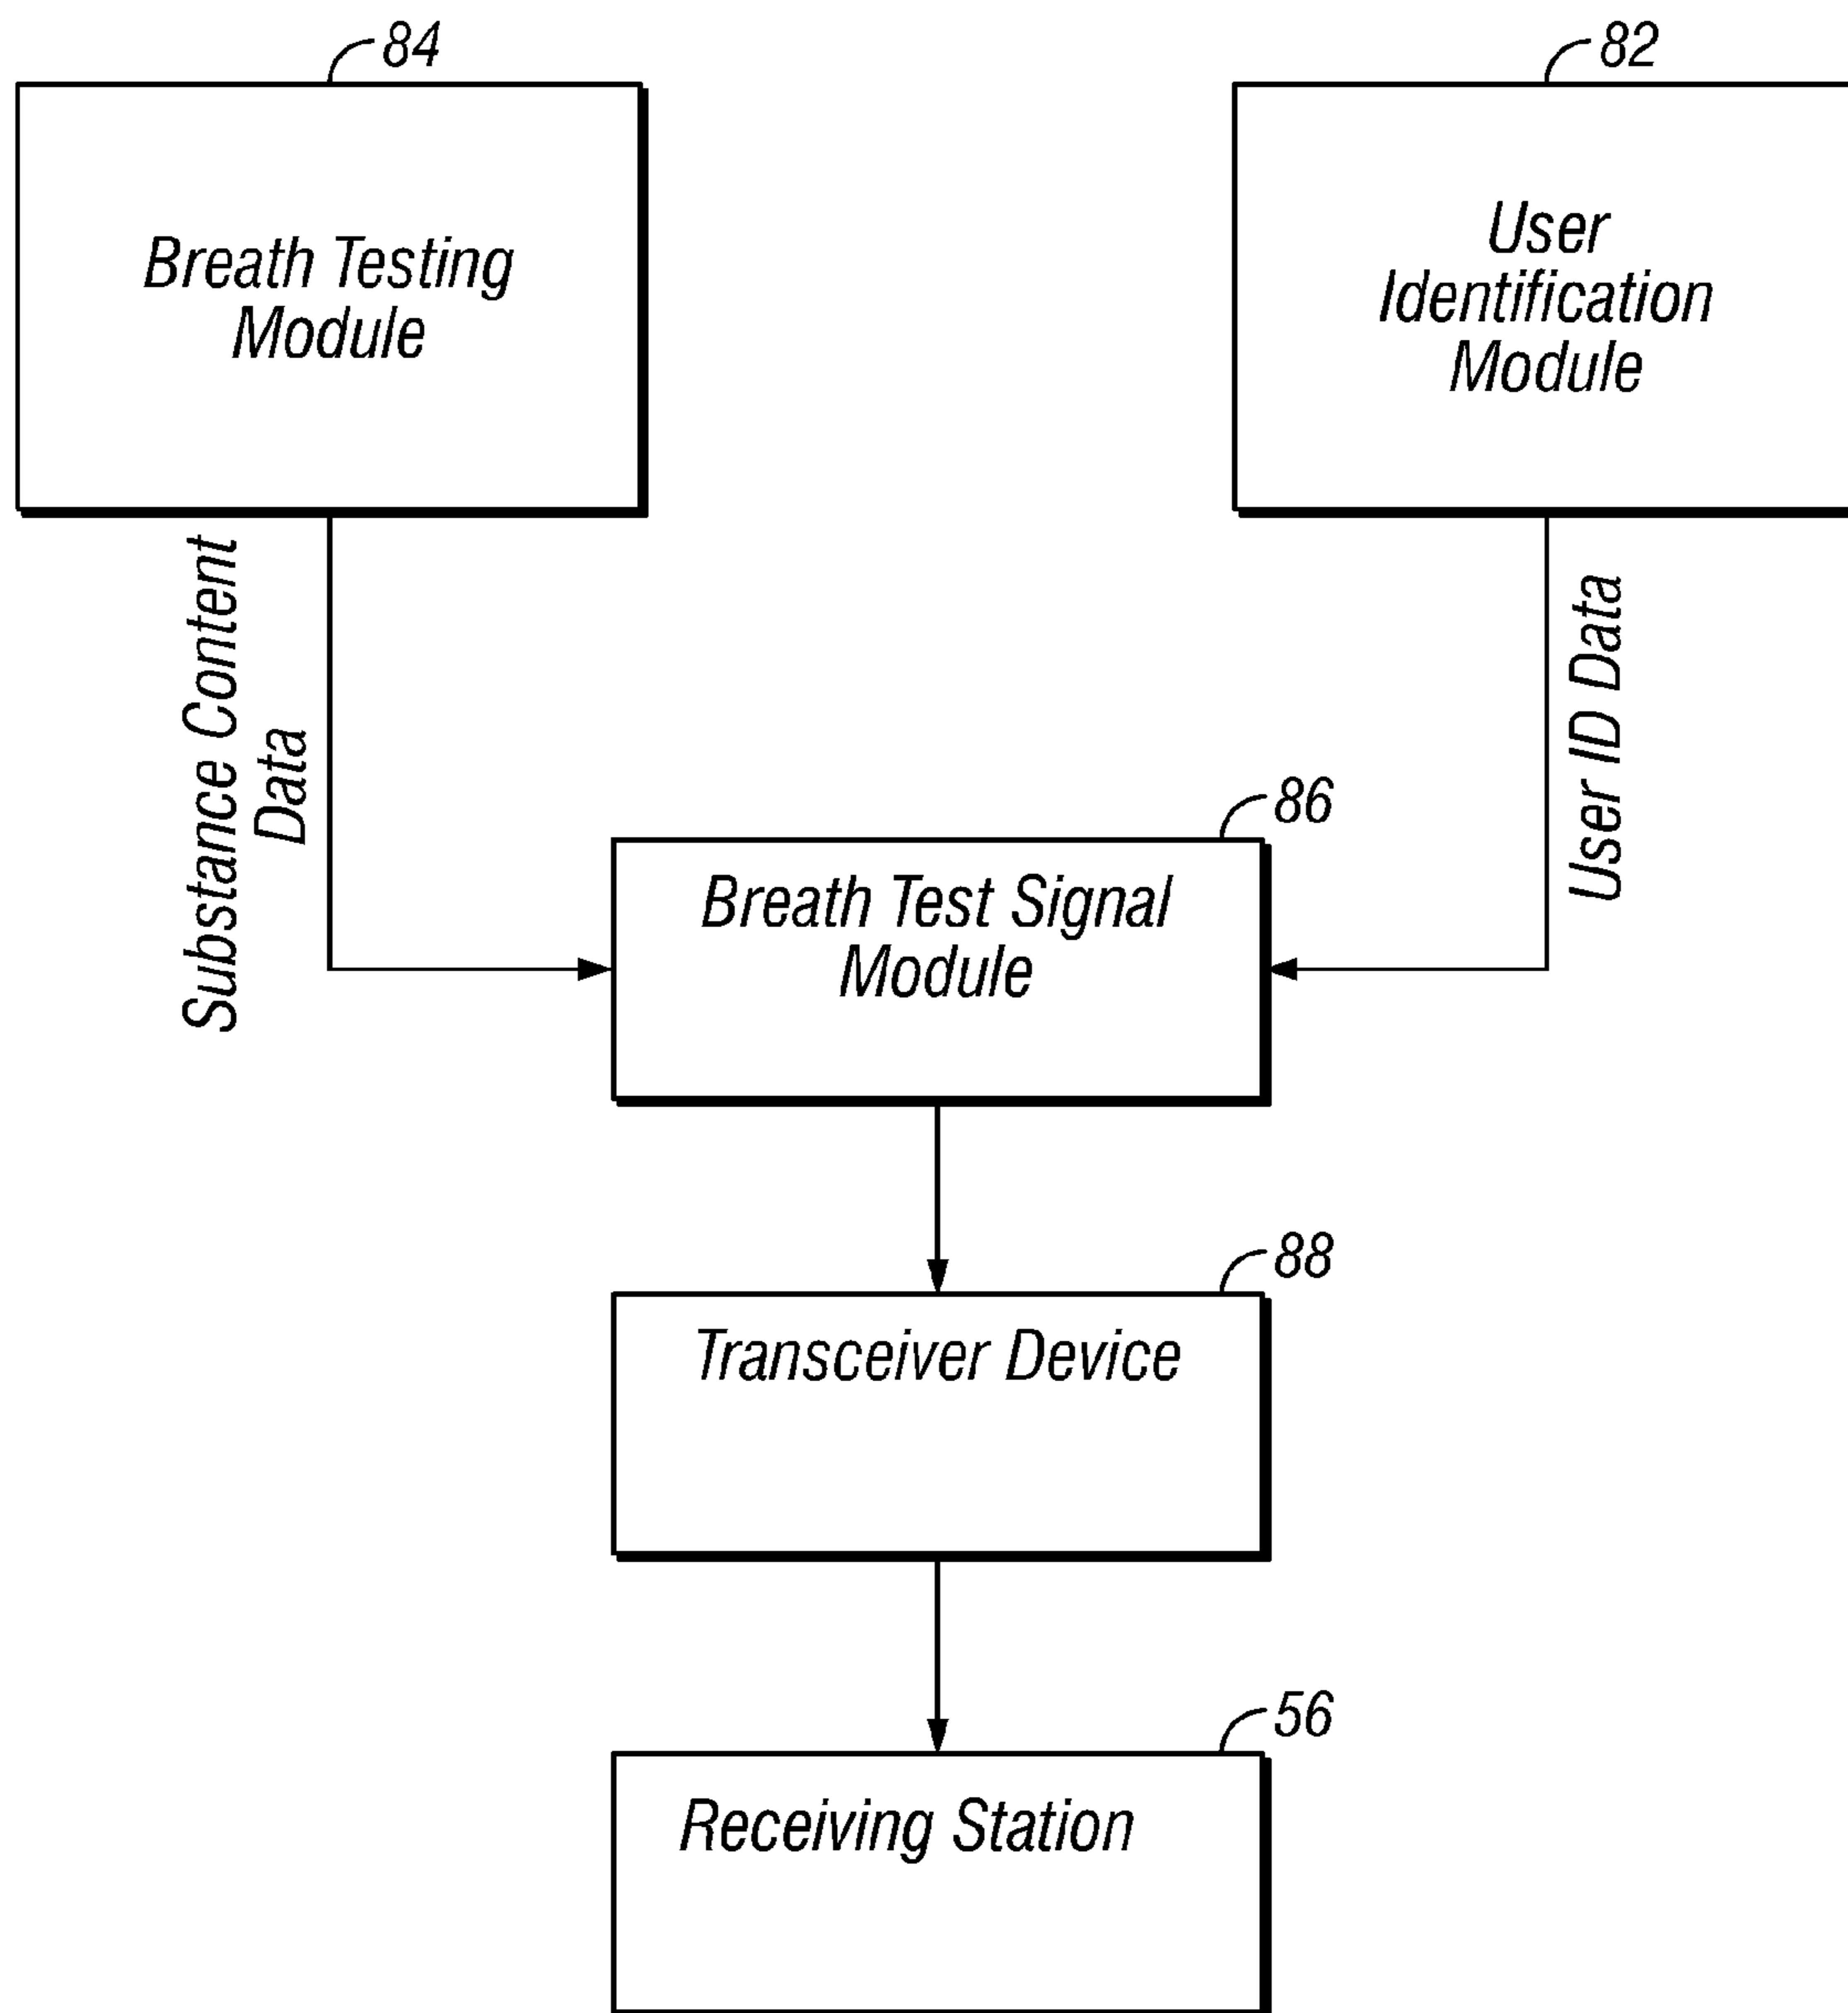 84
Breath Testing
Module
82
User
Identification
Module
Substance Content
Data
User ID Data
86
Breath Test Signal
Module
88
Transceiver Device
56
Receiving Station